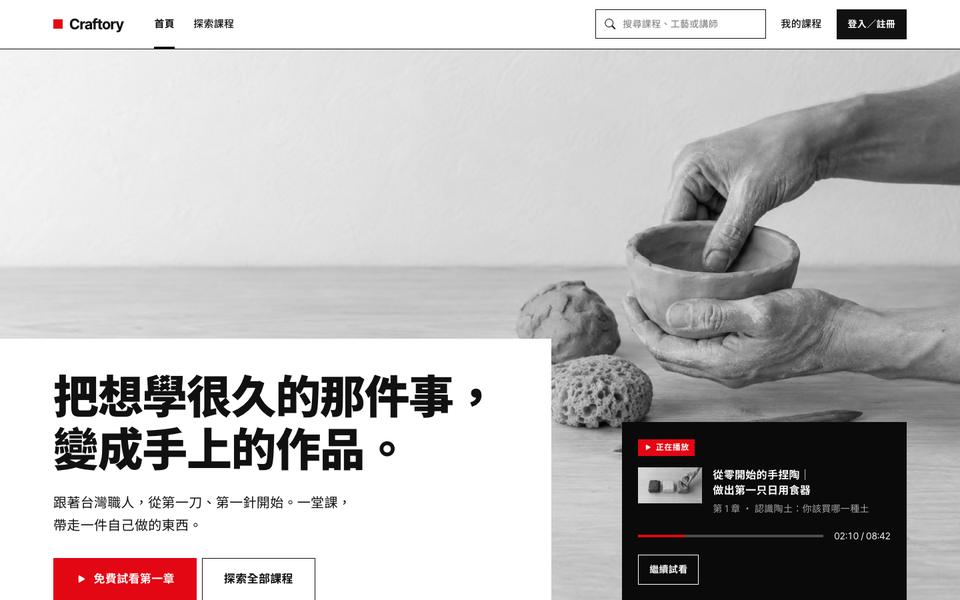 Craftory
首頁
探索課程
搜尋課程、工藝或講師
我的課程
登入／註冊
把想學很久的那件事，
變成手上的作品。
跟著台灣職人，從第一刀、第一針開始。一堂課，
帶走一件自己做的東西。
免費試看第一章
探索全部課程
正在播放
從零開始的手捏陶｜
做出第一只日用食器
第 1 章 · 認識陶土：你該買哪一種土
02:10 / 08:42
繼續試看